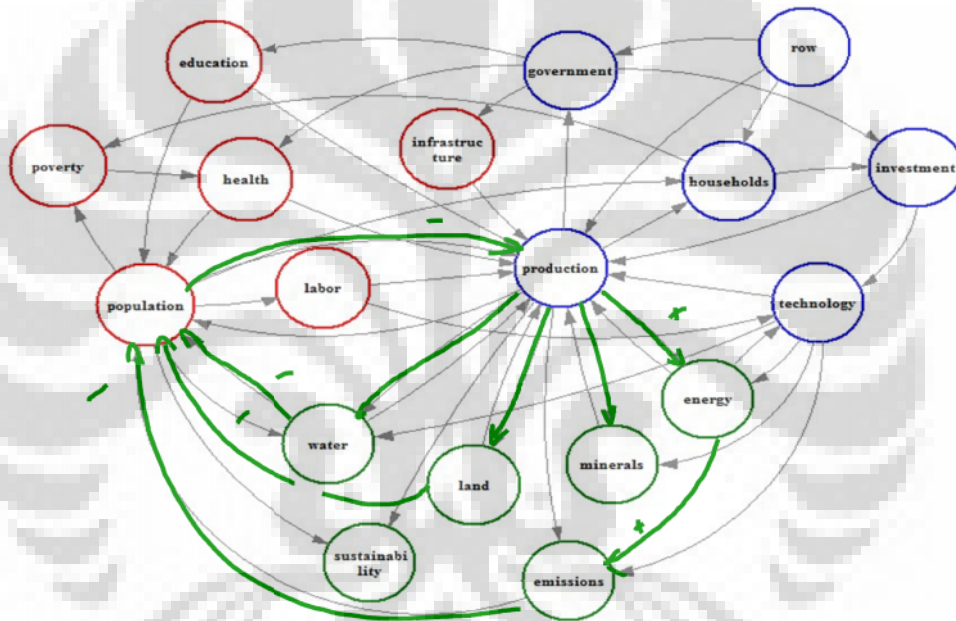 row
education
government
infrastruc
ture
poverty
health
households
investment
production
labor
population
technology
+
energy
water
minerals
land
+
sustainabi
lity
emissions
-
-
-
-